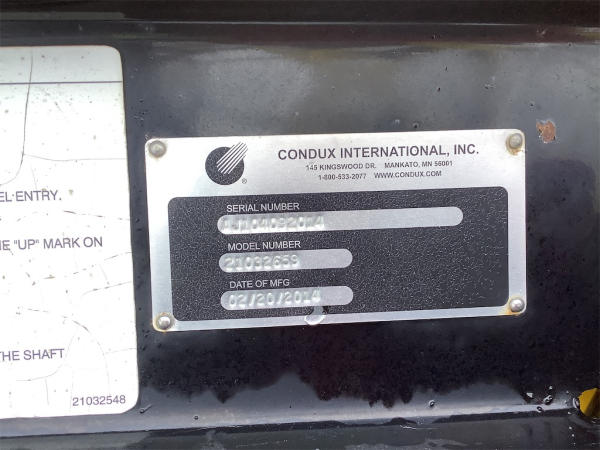 EL ENTRY.
HE "UP" MARK ON
THE SHAFT
21032548
CONDUX INTERNATIONAL, INC.
145 KINGSWOOD DR. MANKATO, MN 56001
1-800-533-2077 WWW.CONDUX.COM
®
SERIAL NUMBER
MODEL NUMBER
21032659
DATE OF MFG
02/20/2014